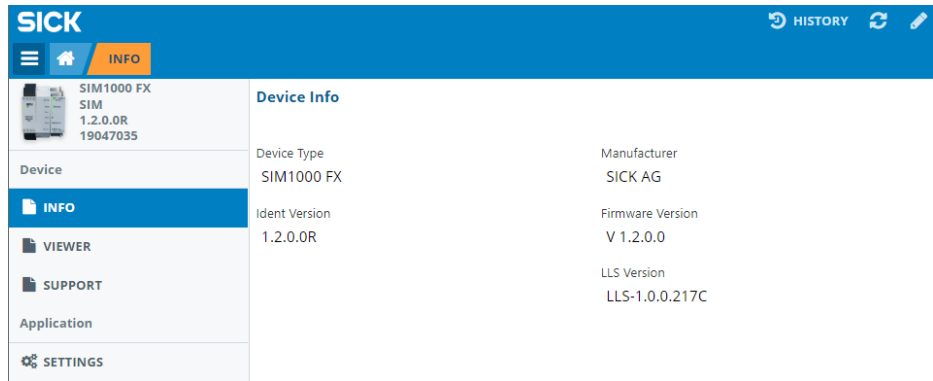 SICK
HISTORY
INFO
SIM1000 FX
SIM
1.2.0.0R
19047035
Device
INFO
VIEWER
SUPPORT
Application
SETTINGS
Device Info
Device Type
SIM1000 FX
Manufacturer
SICK AG
Ident Version
1.2.0.0R
Firmware Version
V 1.2.0.0
LLS Version
LLS-1.0.0.217C